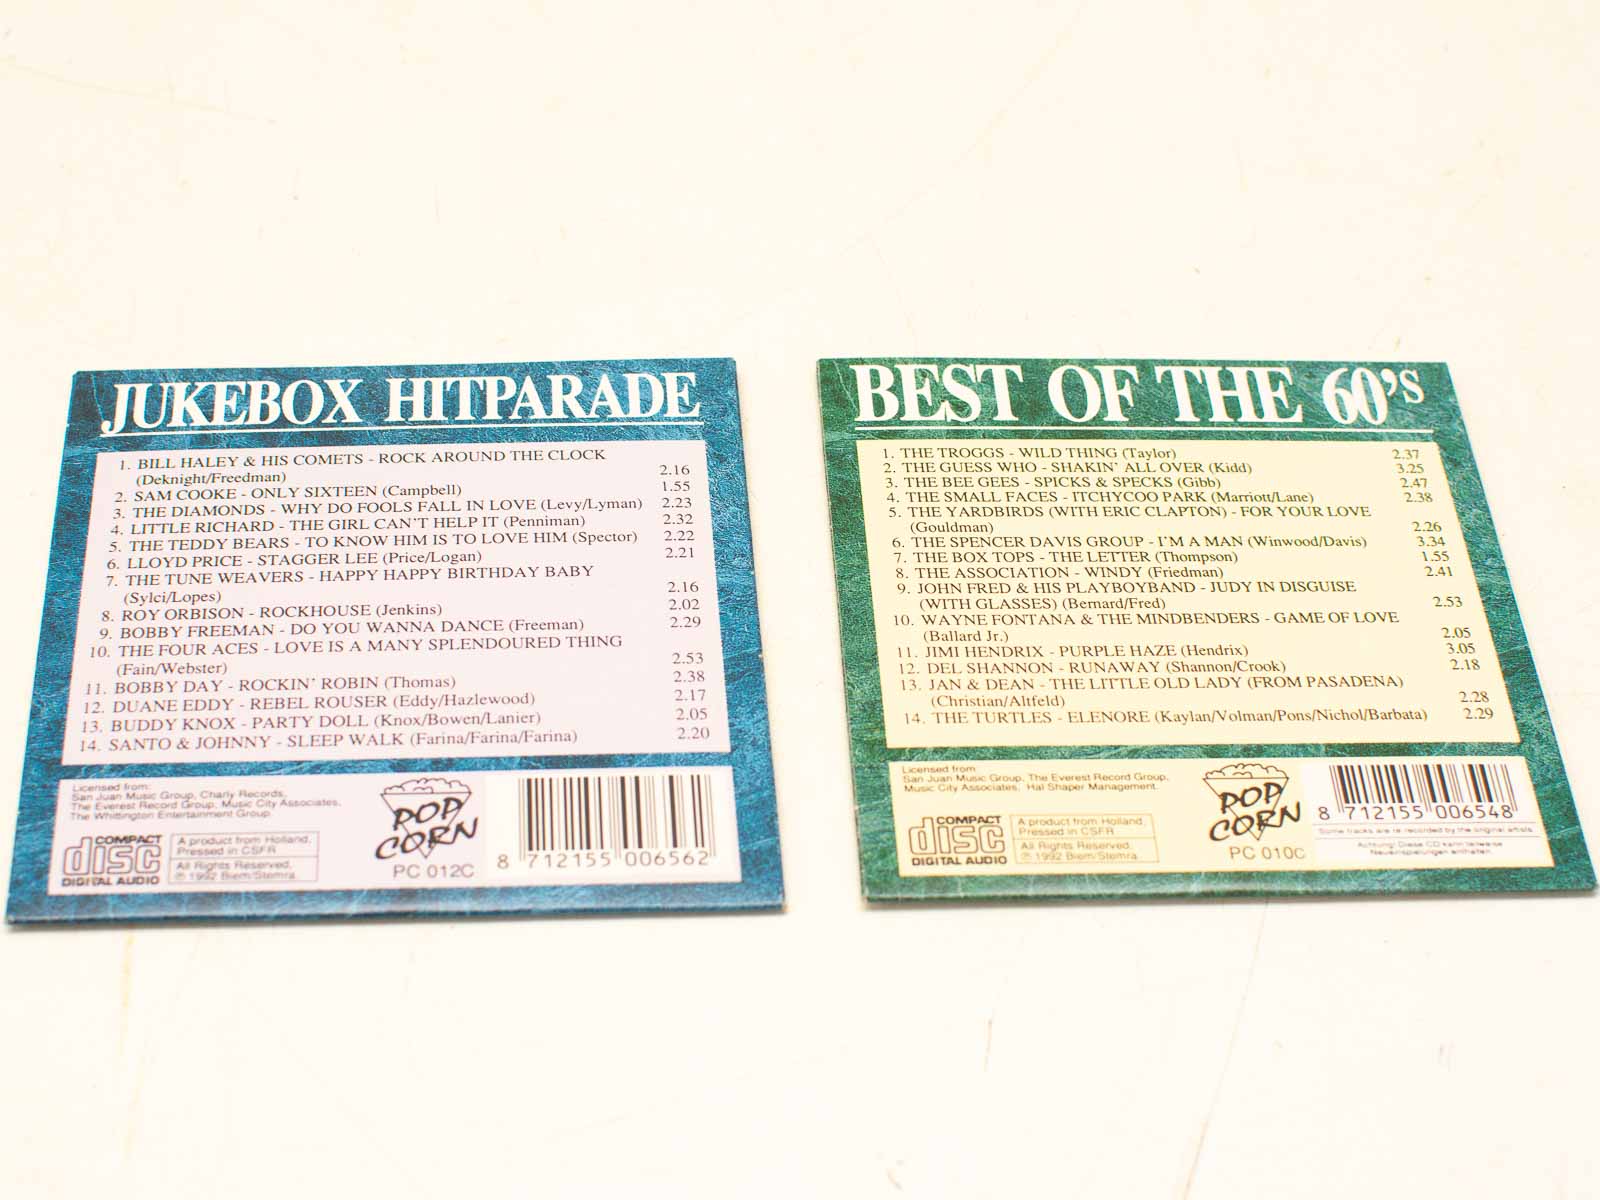 JUKEBOX HITPARADE
1. BILL HALEY & HIS COMETS - ROCK AROUND THE CLOCK
(Deknight/Freedman) 2.16
2. SAM COOKE - ONLY SIXTEEN (Campbell) 1.55
3. THE DIAMONDS - WHY DO FOOLS FALL IN LOVE (Levy/Lyman) 2.23
4. LITTLE RICHARD - THE GIRL CAN'T HELP IT (Penniman) 2.32
5. THE TEDDY BEARS - TO KNOW HIM IS TO LOVE HIM (Spector) 2.22
6. LLOYD PRICE - STAGGER LEE (Price/Logan) 2.21
7. THE TUNE WEAVERS - HAPPY HAPPY BIRTHDAY BABY
(Sylci/Lopes) 2.16
8. ROY ORBISON - ROCKHOUSE (Jenkins) 2.02
9. BOBBY FREEMAN - DO YOU WANNA DANCE (Freeman) 2.29
10. THE FOUR ACES - LOVE IS A MANY SPLENDOURED THING
(Fain/Webster) 2.53
11. BOBBY DAY - ROCKIN' ROBIN (Thomas) 2.38
12. DUANE EDDY - REBEL ROUSER (Eddy/Hazlewood) 2.17
13. BUDDY KNOX - PARTY DOLL (Knox/Bowen/Lanier) 2.05
14. SANTO & JOHNNY - SLEEP WALK (Farina/Farina/Farina) 2.20
Licensed from:
San Juan Music Group, Charly Records,
The Everest Record Group, Music City Associates,
The Whittington Entertainment Group.
COMPACT
disc
DIGITAL AUDIO
A product from Holland,
Pressed in CSFR
All Rights Reserved,
℗ 1992 Biem/Stemra
POP
CORN
PC 012C
8 712155 006562
BEST OF THE 60'S
1. THE TROGGS - WILD THING (Taylor) 2.37
2. THE GUESS WHO - SHAKIN' ALL OVER (Kidd) 3.25
3. THE BEE GEES - SPICKS & SPECKS (Gibb) 2.47
4. THE SMALL FACES - ITCHYCOO PARK (Marriott/Lane) 2.38
5. THE YARDBIRDS (WITH ERIC CLAPTON) - FOR YOUR LOVE
(Gouldman) 2.26
6. THE SPENCER DAVIS GROUP - I'M A MAN (Winwood/Davis) 3.34
7. THE BOX TOPS - THE LETTER (Thompson) 1.55
8. THE ASSOCIATION - WINDY (Friedman) 2.41
9. JOHN FRED & HIS PLAYBOYBAND - JUDY IN DISGUISE
(WITH GLASSES) (Bernard/Fred) 2.53
10. WAYNE FONTANA & THE MINDBENDERS - GAME OF LOVE
(Ballard Jr.) 2.05
11. JIMI HENDRIX - PURPLE HAZE (Hendrix) 3.05
12. DEL SHANNON - RUNAWAY (Shannon/Crook) 2.18
13. JAN & DEAN - THE LITTLE OLD LADY (FROM PASADENA)
(Christian/Altfeld) 2.28
14. THE TURTLES - ELENORE (Kaylan/Volman/Pons/Nichol/Barbata) 2.29
Licensed from:
San Juan Music Group, The Everest Record Group,
Music City Associates, Hal Shaper Management.
COMPACT
disc
DIGITAL AUDIO
A product from Holland,
Pressed in CSFR
All Rights Reserved,
℗ 1992 Biem/Stemra
POP
CORN
PC 010C
8 712155 006548
Some tracks are re-recorded by the original artists
Achtung! Diese CD kann teilweise
Neueinspielungen enthalten.